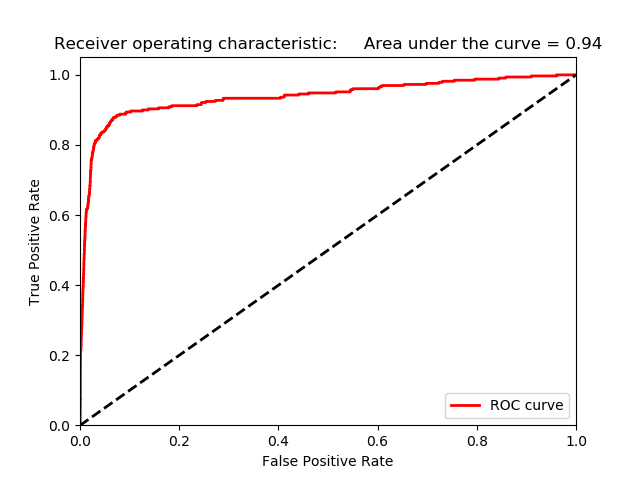 Receiver operating characteristic:     Area under the curve = 0.94
1.0
0.8
0.6
0.4
0.2
0.0
True Positive Rate
ROC curve
0.0 0.2 0.4 0.6 0.8 1.0
False Positive Rate